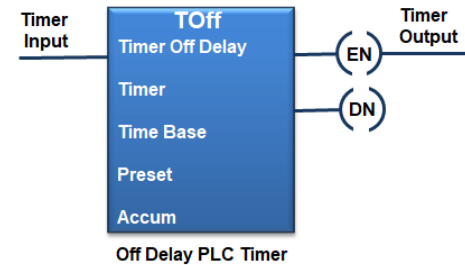 Timer
Input
TOff
Timer Off Delay
Timer
Time Base
Preset
Accum
EN
DN
Timer
Output
Off Delay PLC Timer